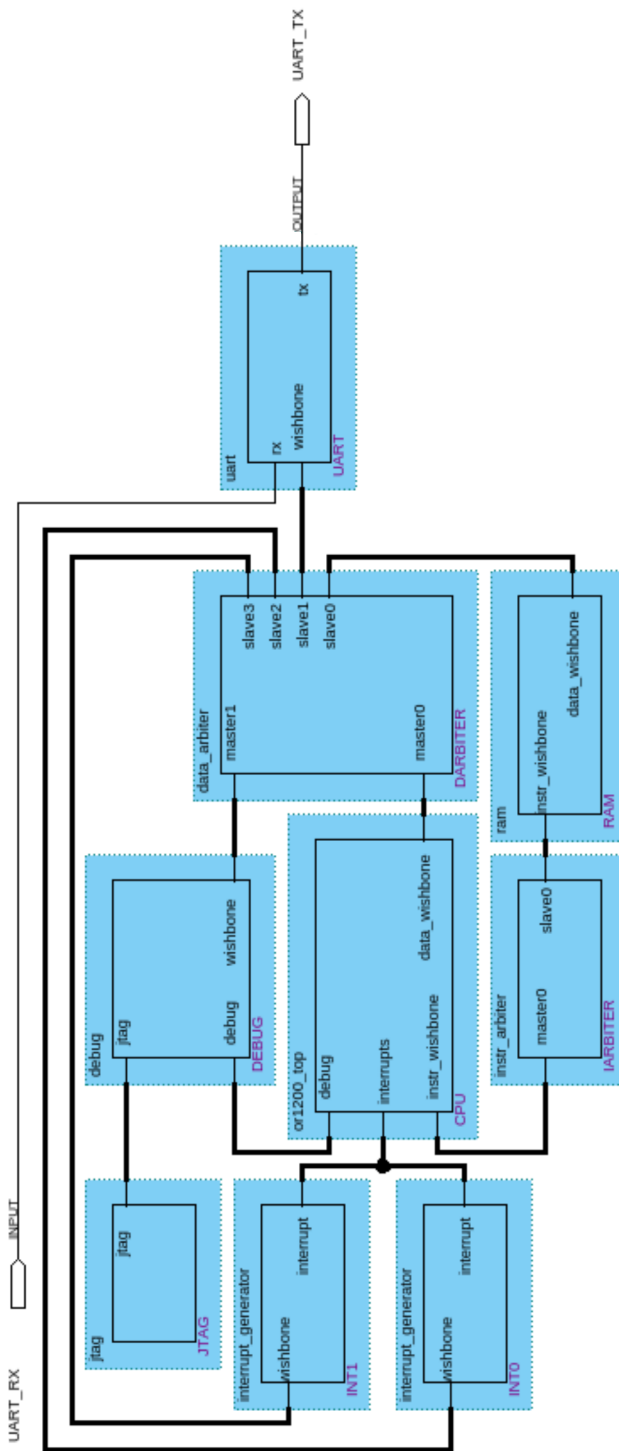 UART_RX
INPUT
jtag
jtag
JTAG
debug
jtag
debug
wishbone
DEBUG
interrupt_generator
wishbone
interrupt
INT1
interrupt_generator
wishbone
interrupt
INT0
or1200_top
debug
interrupts
instr_wishbone
data_wishbone
CPU
data_arbiter
master1
master0
slave3
slave2
slave1
slave0
DARBITER
instr_arbiter
master0
slave0
IARBITER
ram
instr_wishbone
data_wishbone
RAM
uart
rx
wishbone
tx
UART
OUTPUT
UART_TX